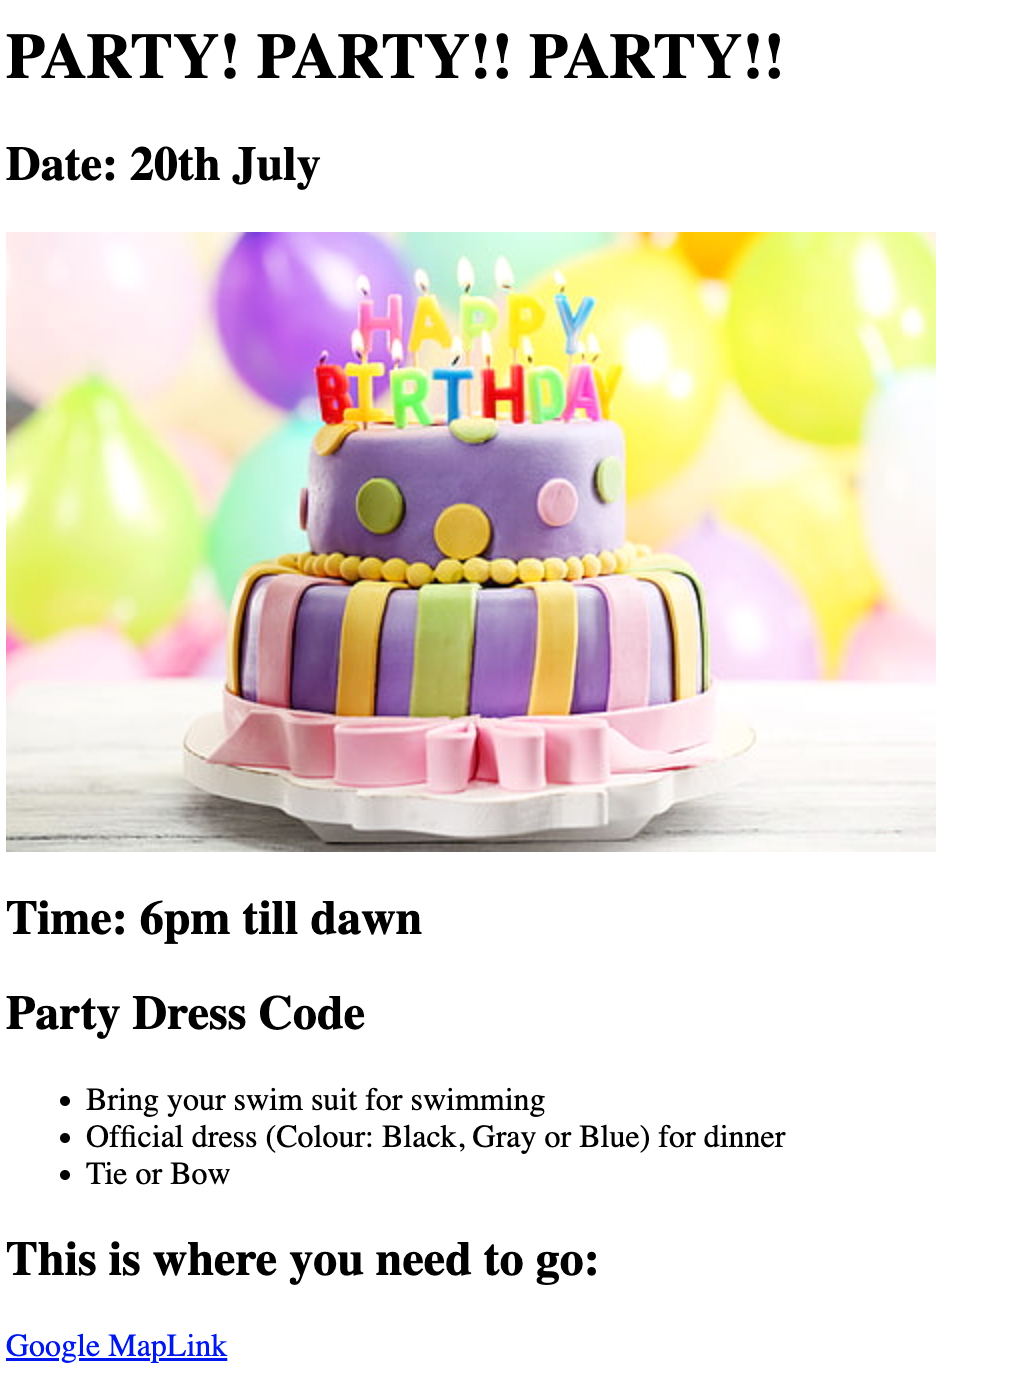 PARTY! PARTY!! PARTY!!
Date: 20th July
HAPPY
BIRTHDAY
Time: 6pm till dawn
Party Dress Code
• Bring your swim suit for swimming
• Official dress (Colour: Black, Gray or Blue) for dinner
• Tie or Bow
This is where you need to go:
Google MapLink